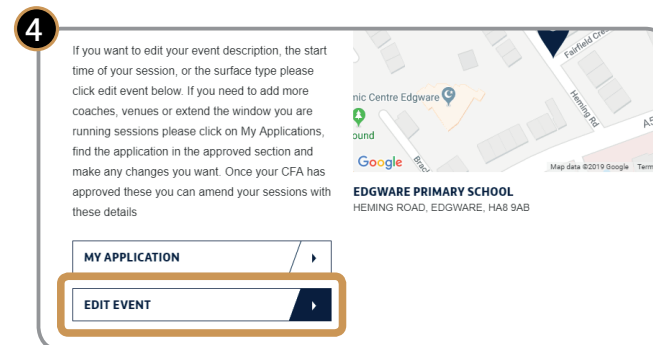 4
If you want to edit your event description, the start
time of your session, or the surface type please
click edit event below. If you need to add more
coaches, venues or extend the window you are
running sessions please click on My Applications,
find the application in the approved section and
make any changes you want. Once your CFA has
approved these you can amend your sessions with
these details
MY APPLICATION
EDIT EVENT
Fairfield Cres
nic Centre Edgware
Heming Rd
A5
ound
Brac
Google
Map data ©2019 Google Term
EDGWARE PRIMARY SCHOOL
HEMING ROAD, EDGWARE, HA8 9AB